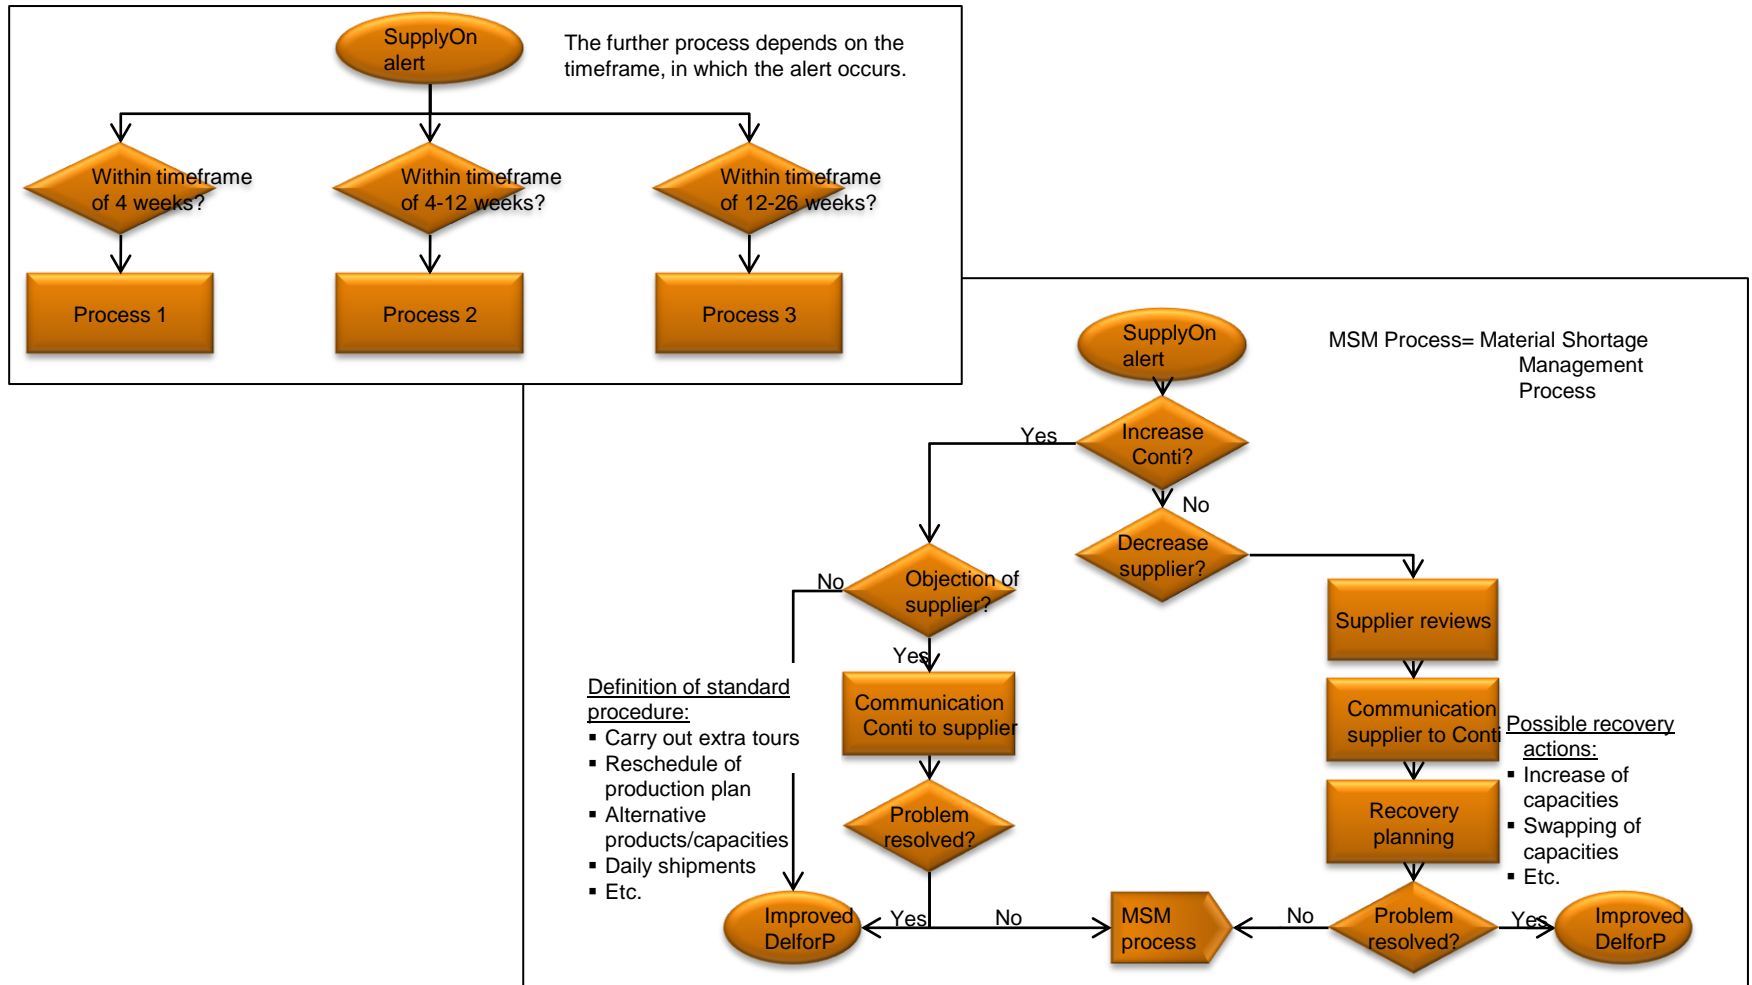 SupplyOn
alert
The further process depends on the
timeframe, in which the alert occurs.
Within timeframe
of 4 weeks?
Within timeframe
of 4-12 weeks?
Within timeframe
of 12-26 weeks?
Process 1
Process 2
Process 3
SupplyOn
alert
MSM Process= Material Shortage
Management
Process
Yes
Increase
Conti?
No
Decrease
supplier?
No
Objection of
supplier?
Supplier reviews
Yes
Definition of standard
procedure:
▪ Carry out extra tours
▪ Reschedule of
production plan
▪ Alternative
products/capacities
▪ Daily shipments
▪ Etc.
Communication
Conti to supplier
Communication
supplier to Conti
Possible recovery
actions:
▪ Increase of
capacities
▪ Swapping of
capacities
▪ Etc.
Problem
resolved?
Recovery
planning
Improved
DelforP
Yes
No
MSM
process
No
Problem
resolved?
Yes
Improved
DelforP